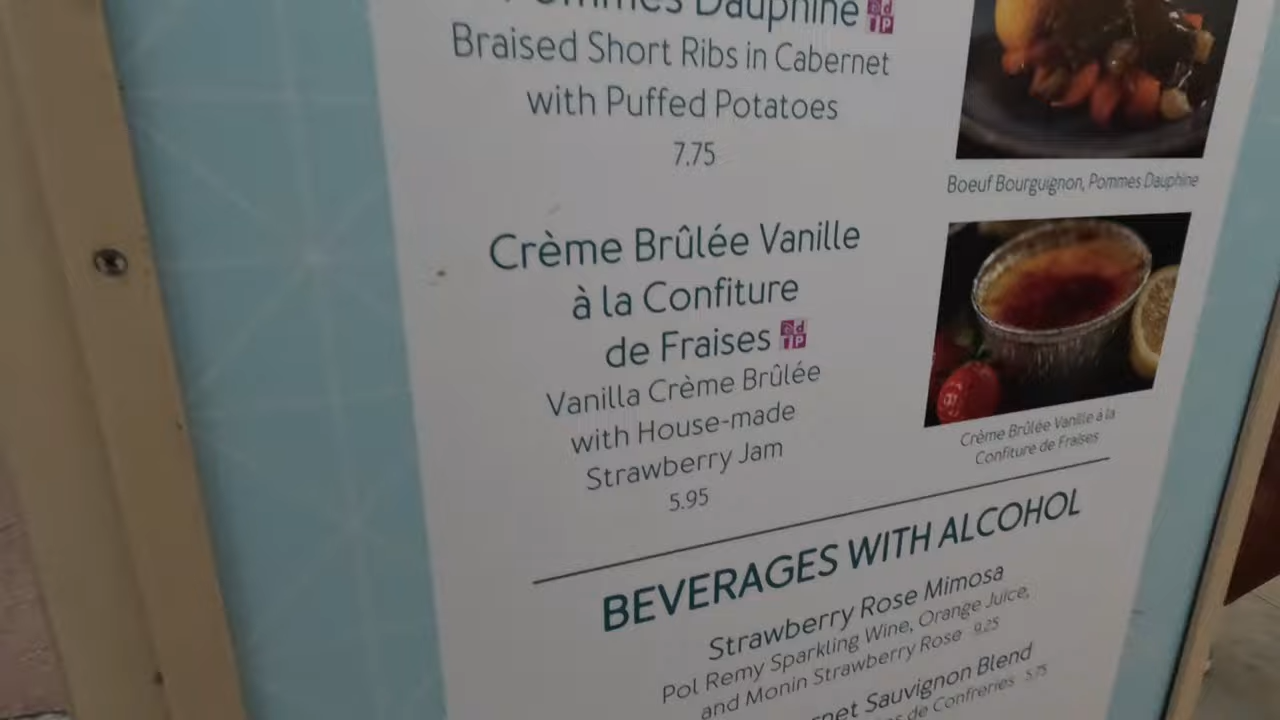 Pommes Dauphine
Braised Short Ribs in Cabernet
with Puffed Potatoes
7.75
Boeuf Bourguignon, Pommes Dauphine
Crème Brûlée Vanille
à la Confiture
de Fraises
Vanilla Crème Brûlée
with House-made
Strawberry Jam
5.95
Crème Brûlée Vanille á la
Confiture de Fraises
BEVERAGES WITH ALCOHOL
Strawberry Rose Mimosa
Pol Remy Sparkling Wine, Orange Juice,
and Monin Strawberry Rose 9.25
Sauvignon Blend
de Confreries 5.75